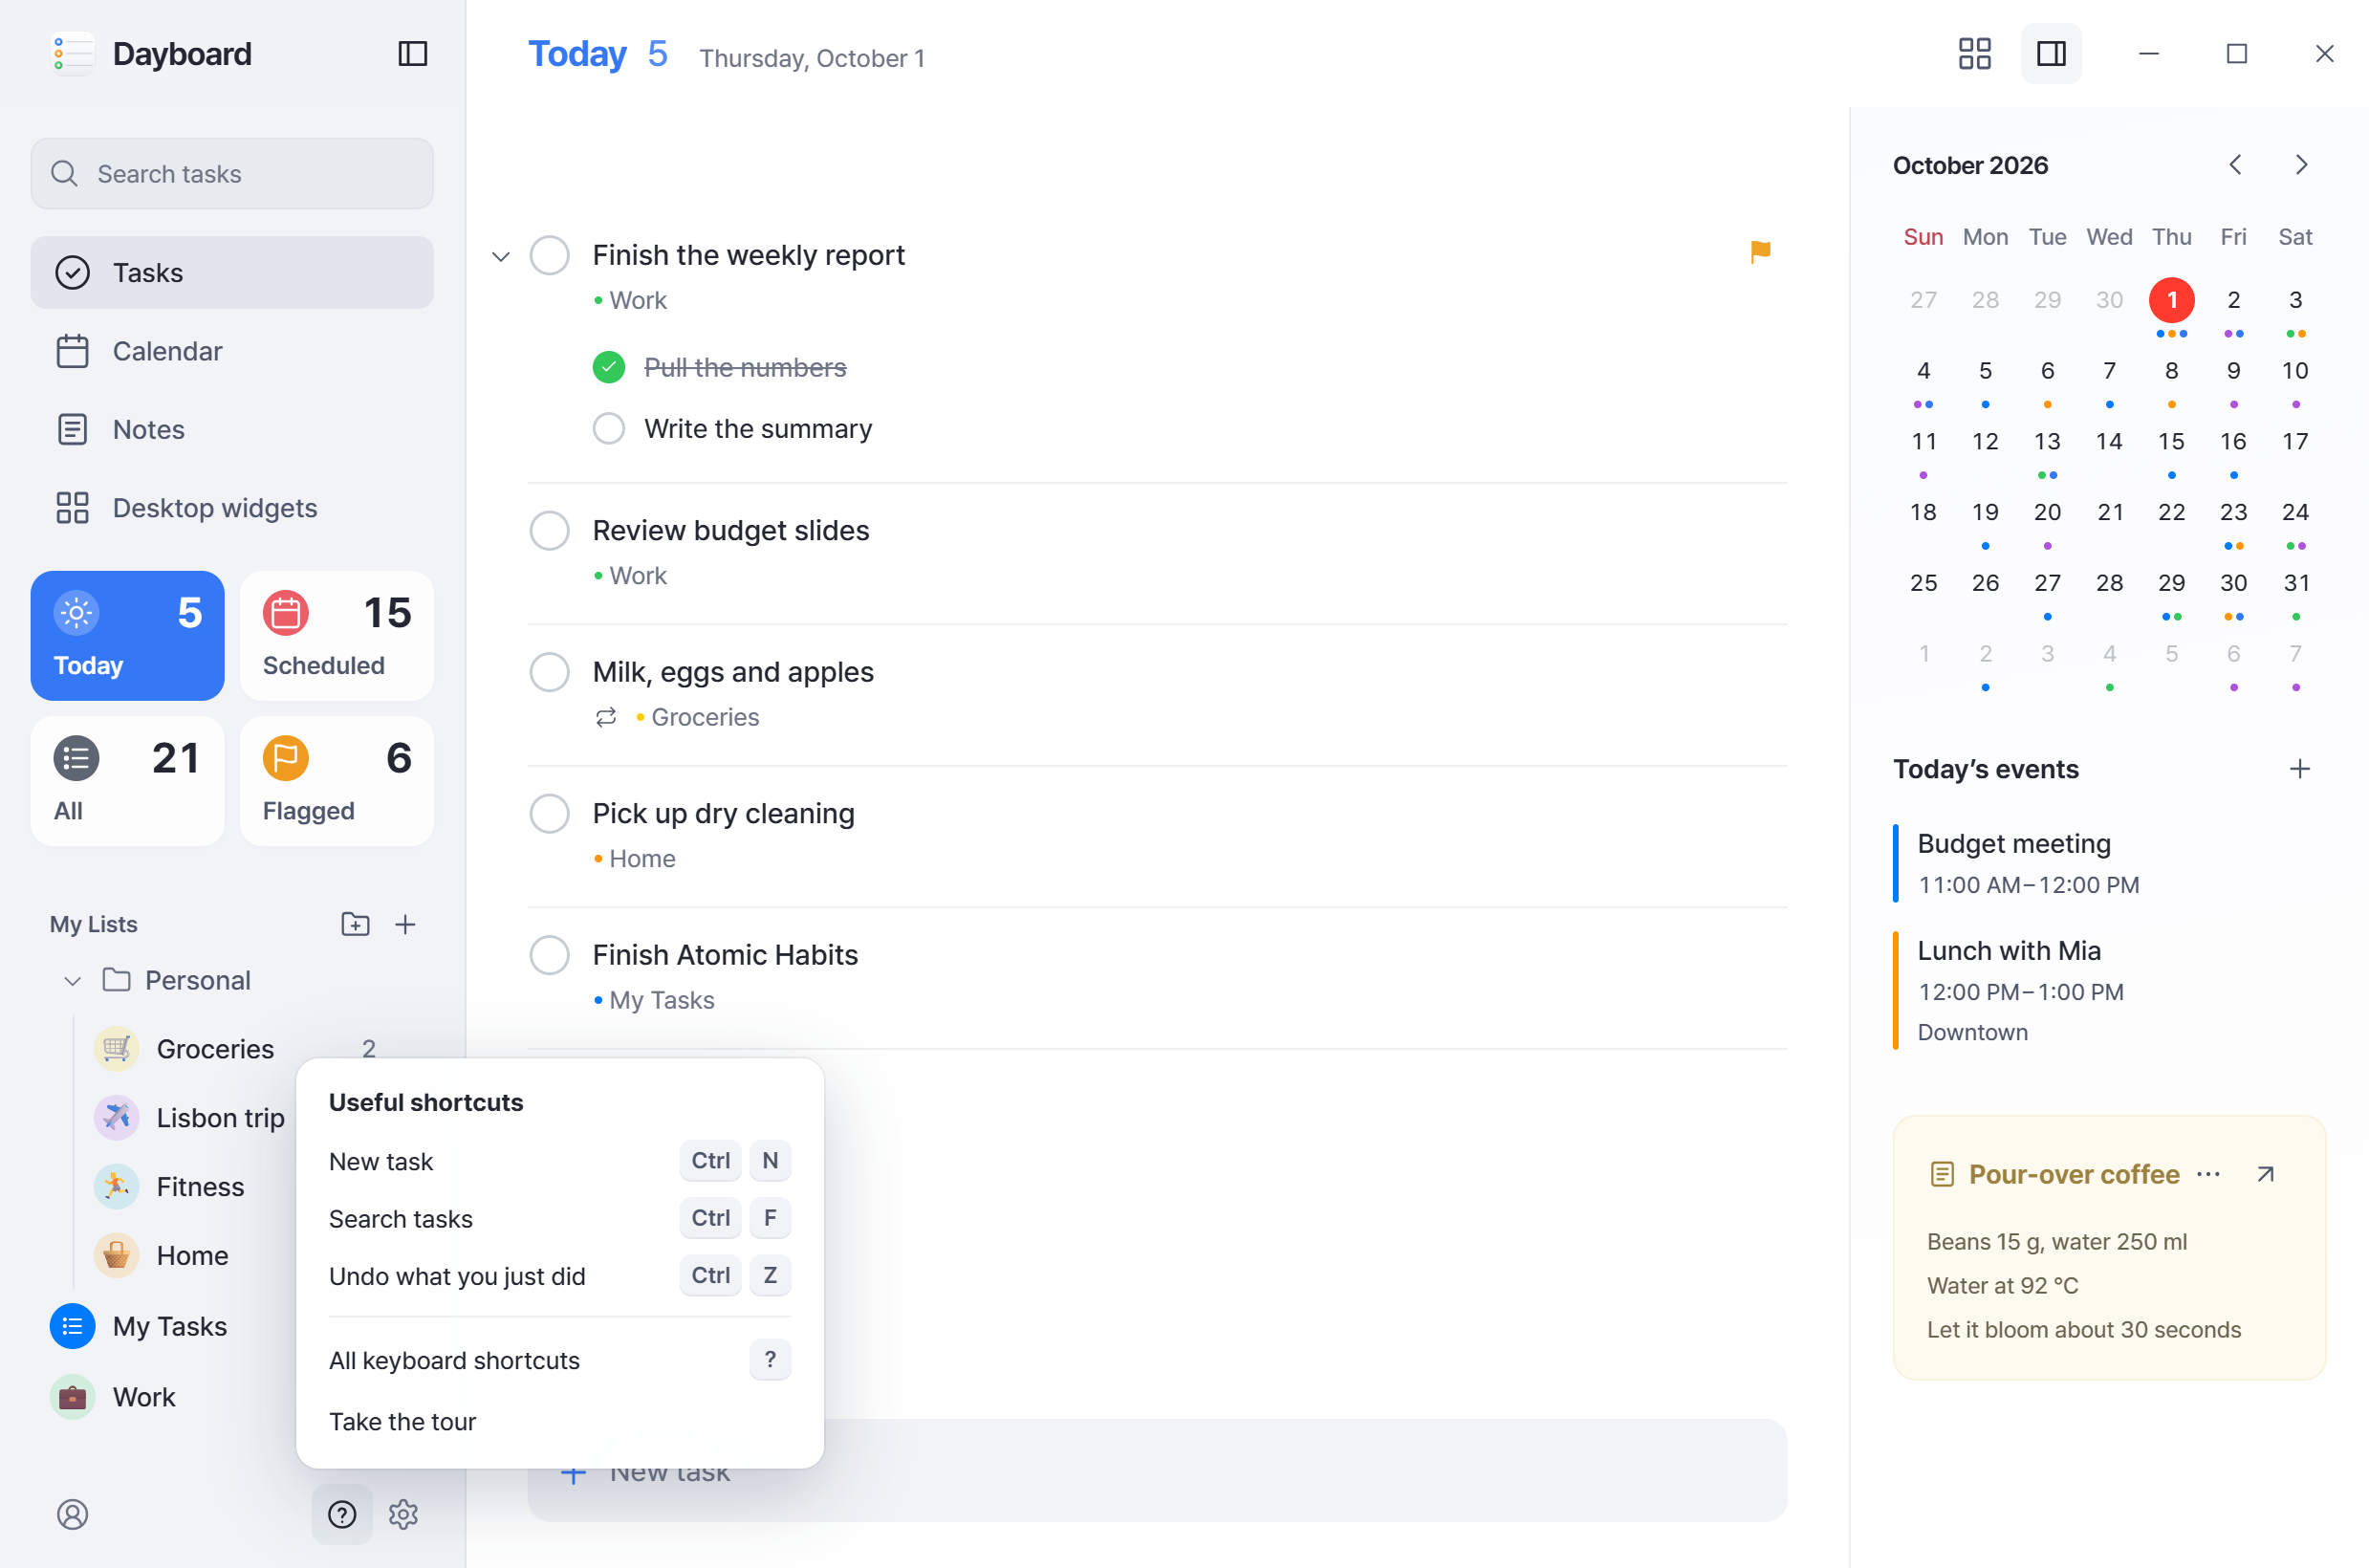 Dayboard
Search tasks
Tasks
Calendar
Notes
Desktop widgets
5
Today
15
Scheduled
21
All
6
Flagged
My Lists
Personal
Groceries 2
Lisbon trip
Fitness
Home
My Tasks
Work
Today 5 Thursday, October 1
Finish the weekly report
Work
Pull the numbers
Write the summary
Review budget slides
Work
Milk, eggs and apples
Groceries
Pick up dry cleaning
Home
Finish Atomic Habits
My Tasks
Useful shortcuts
New task Ctrl N
Search tasks Ctrl F
Undo what you just did Ctrl Z
All keyboard shortcuts ?
Take the tour
New task
October 2026
Sun Mon Tue Wed Thu Fri Sat
27 28 29 30 1 2 3
4 5 6 7 8 9 10
11 12 13 14 15 16 17
18 19 20 21 22 23 24
25 26 27 28 29 30 31
1 2 3 4 5 6 7
Today’s events
Budget meeting
11:00 AM–12:00 PM
Lunch with Mia
12:00 PM–1:00 PM
Downtown
Pour-over coffee
Beans 15 g, water 250 ml
Water at 92 °C
Let it bloom about 30 seconds